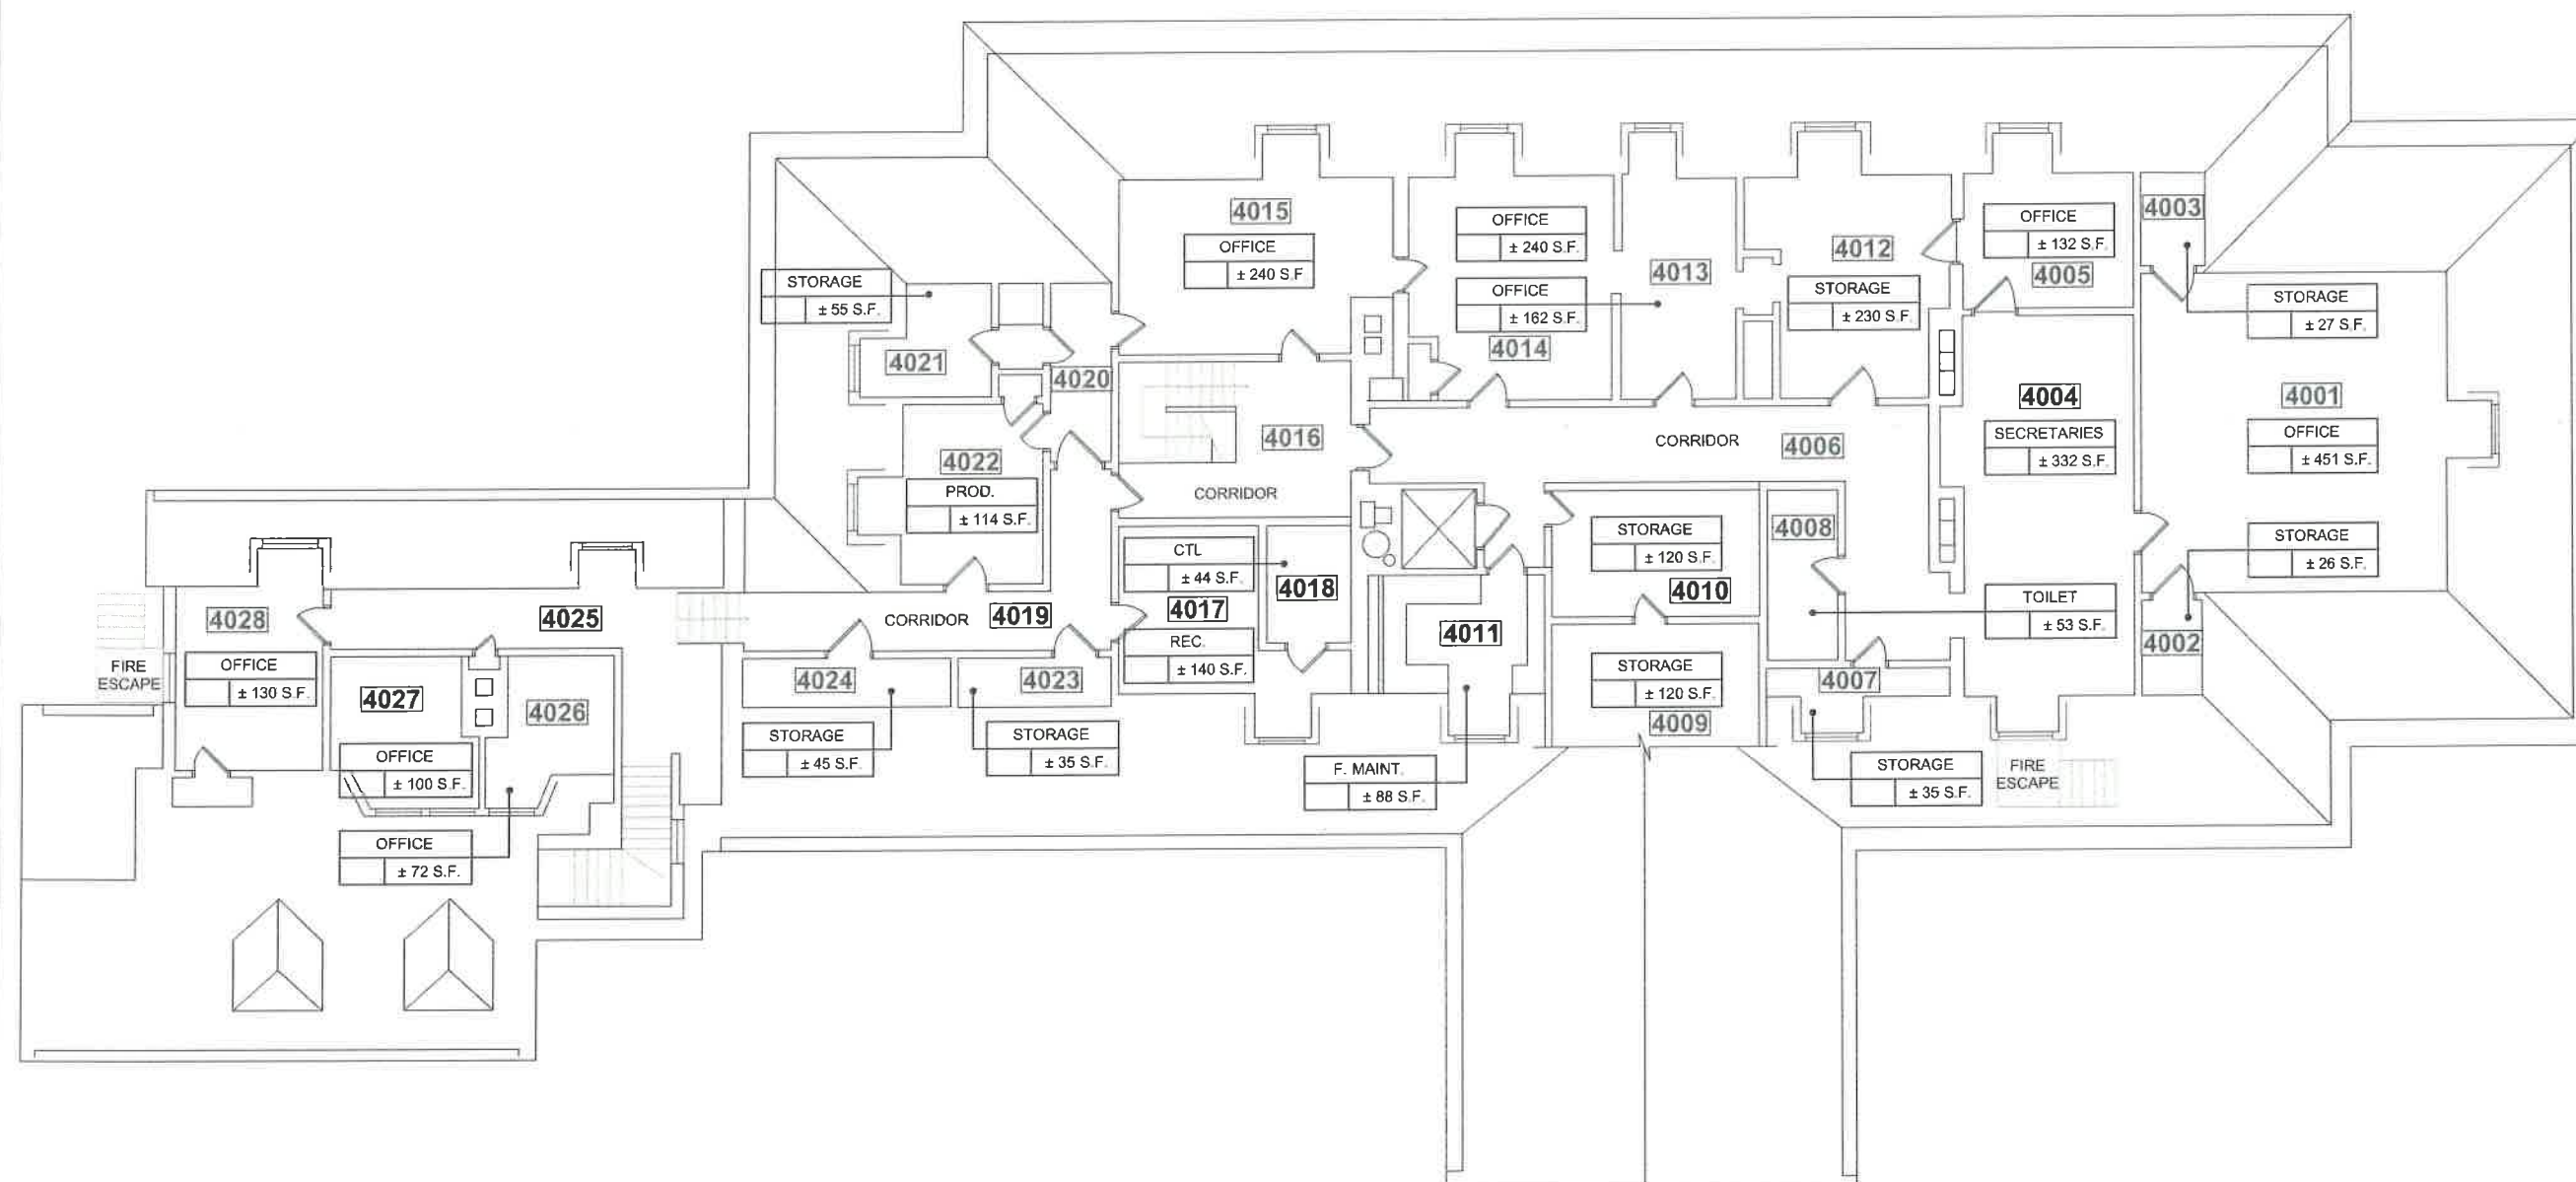 4015
OFFICE
± 240 S.F
OFFICE
± 240 S.F.
OFFICE
± 162 S.F.
4014
4013
4012
STORAGE
± 230 S.F.
OFFICE
± 132 S.F.
4005
4003
STORAGE
± 27 S.F.
STORAGE
± 55 S.F.
4021
4020
4016
CORRIDOR
CORRIDOR
4006
4004
SECRETARIES
± 332 S.F.
4001
OFFICE
± 451 S.F.
STORAGE
± 26 S.F.
4002
4022
PROD.
± 114 S.F.
CTL
± 44 S.F.
4018
4017
REC.
± 140 S.F.
STORAGE
± 120 S.F.
4010
4008
TOILET
± 53 S.F.
4028
OFFICE
± 130 S.F.
FIRE
ESCAPE
4025
CORRIDOR
4019
4011
STORAGE
± 120 S.F.
4009
4007
4027
OFFICE
± 100 S.F.
4026
OFFICE
± 72 S.F.
4024
4023
STORAGE
± 45 S.F.
STORAGE
± 35 S.F.
F. MAINT.
± 88 S.F.
STORAGE
± 35 S.F.
FIRE
ESCAPE